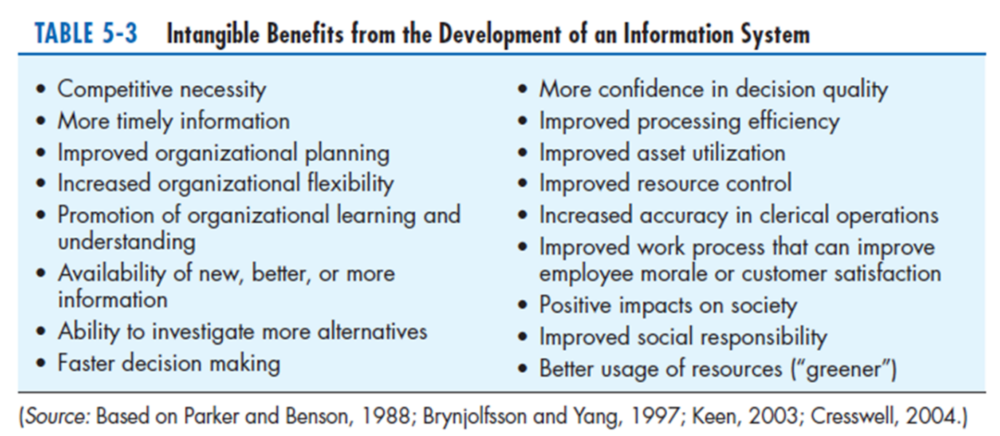 TABLE 5-3 Intangible Benefits from the Development of an Information System
• Competitive necessity
• More timely information
• Improved organizational planning
• Increased organizational flexibility
• Promotion of organizational learning and
understanding
• Availability of new, better, or more
information
• Ability to investigate more alternatives
• Faster decision making
• More confidence in decision quality
• Improved processing efficiency
• Improved asset utilization
• Improved resource control
• Increased accuracy in clerical operations
• Improved work process that can improve
employee morale or customer satisfaction
• Positive impacts on society
• Improved social responsibility
• Better usage of resources (“greener”)
(Source: Based on Parker and Benson, 1988; Brynjolfsson and Yang, 1997; Keen, 2003; Cresswell, 2004.)